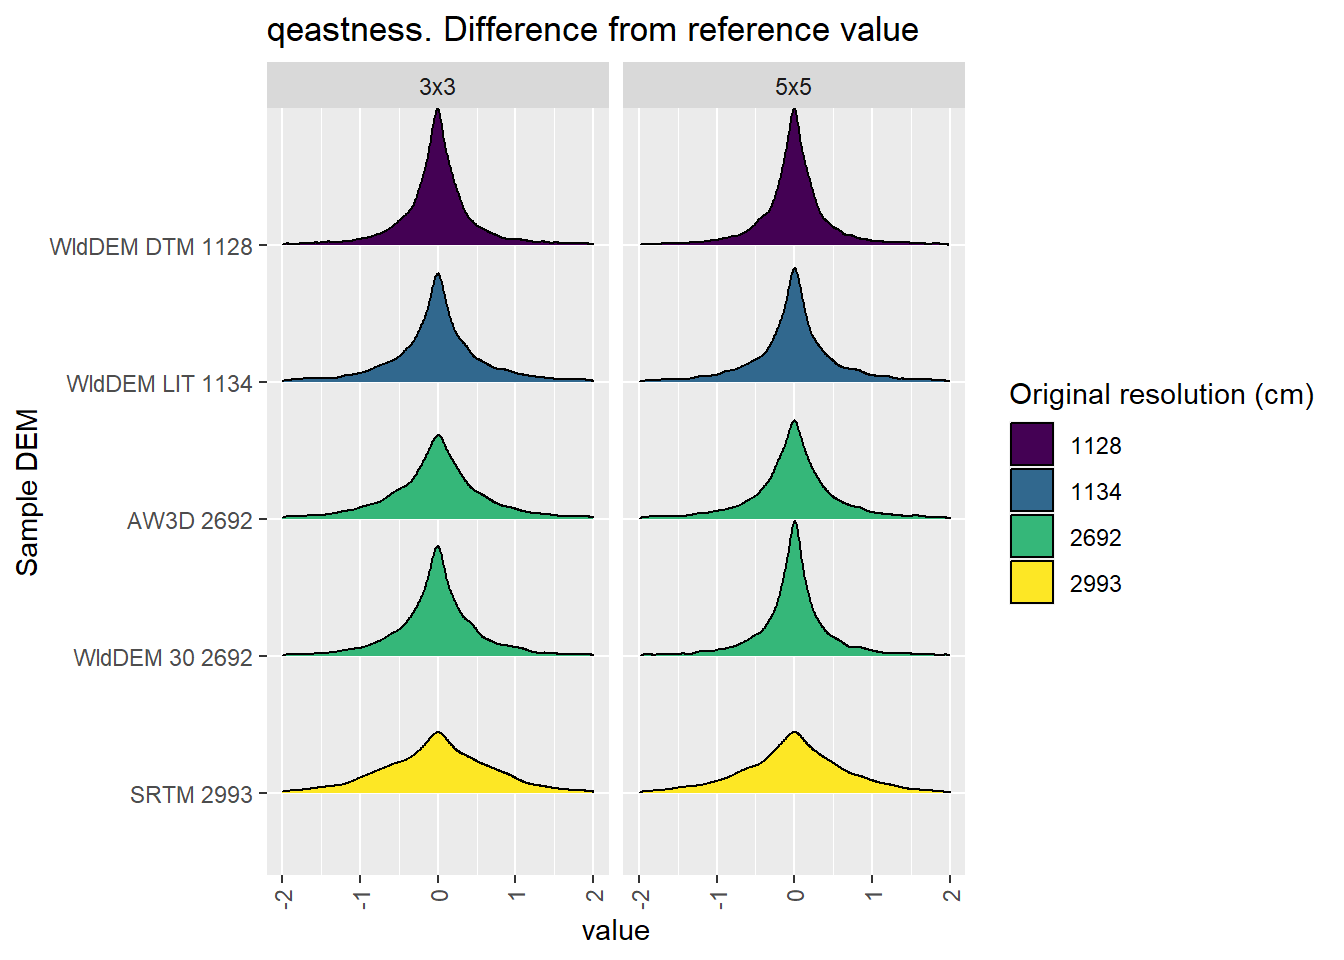 qeastness. Difference from reference value
3x3
5x5
Sample DEM
WldDEM DTM 1128
WldDEM LIT 1134
AW3D 2692
WldDEM 30 2692
SRTM 2993
-2 -1 0 1 2
-2 -1 0 1 2
value
Original resolution (cm)
1128
1134
2692
2993